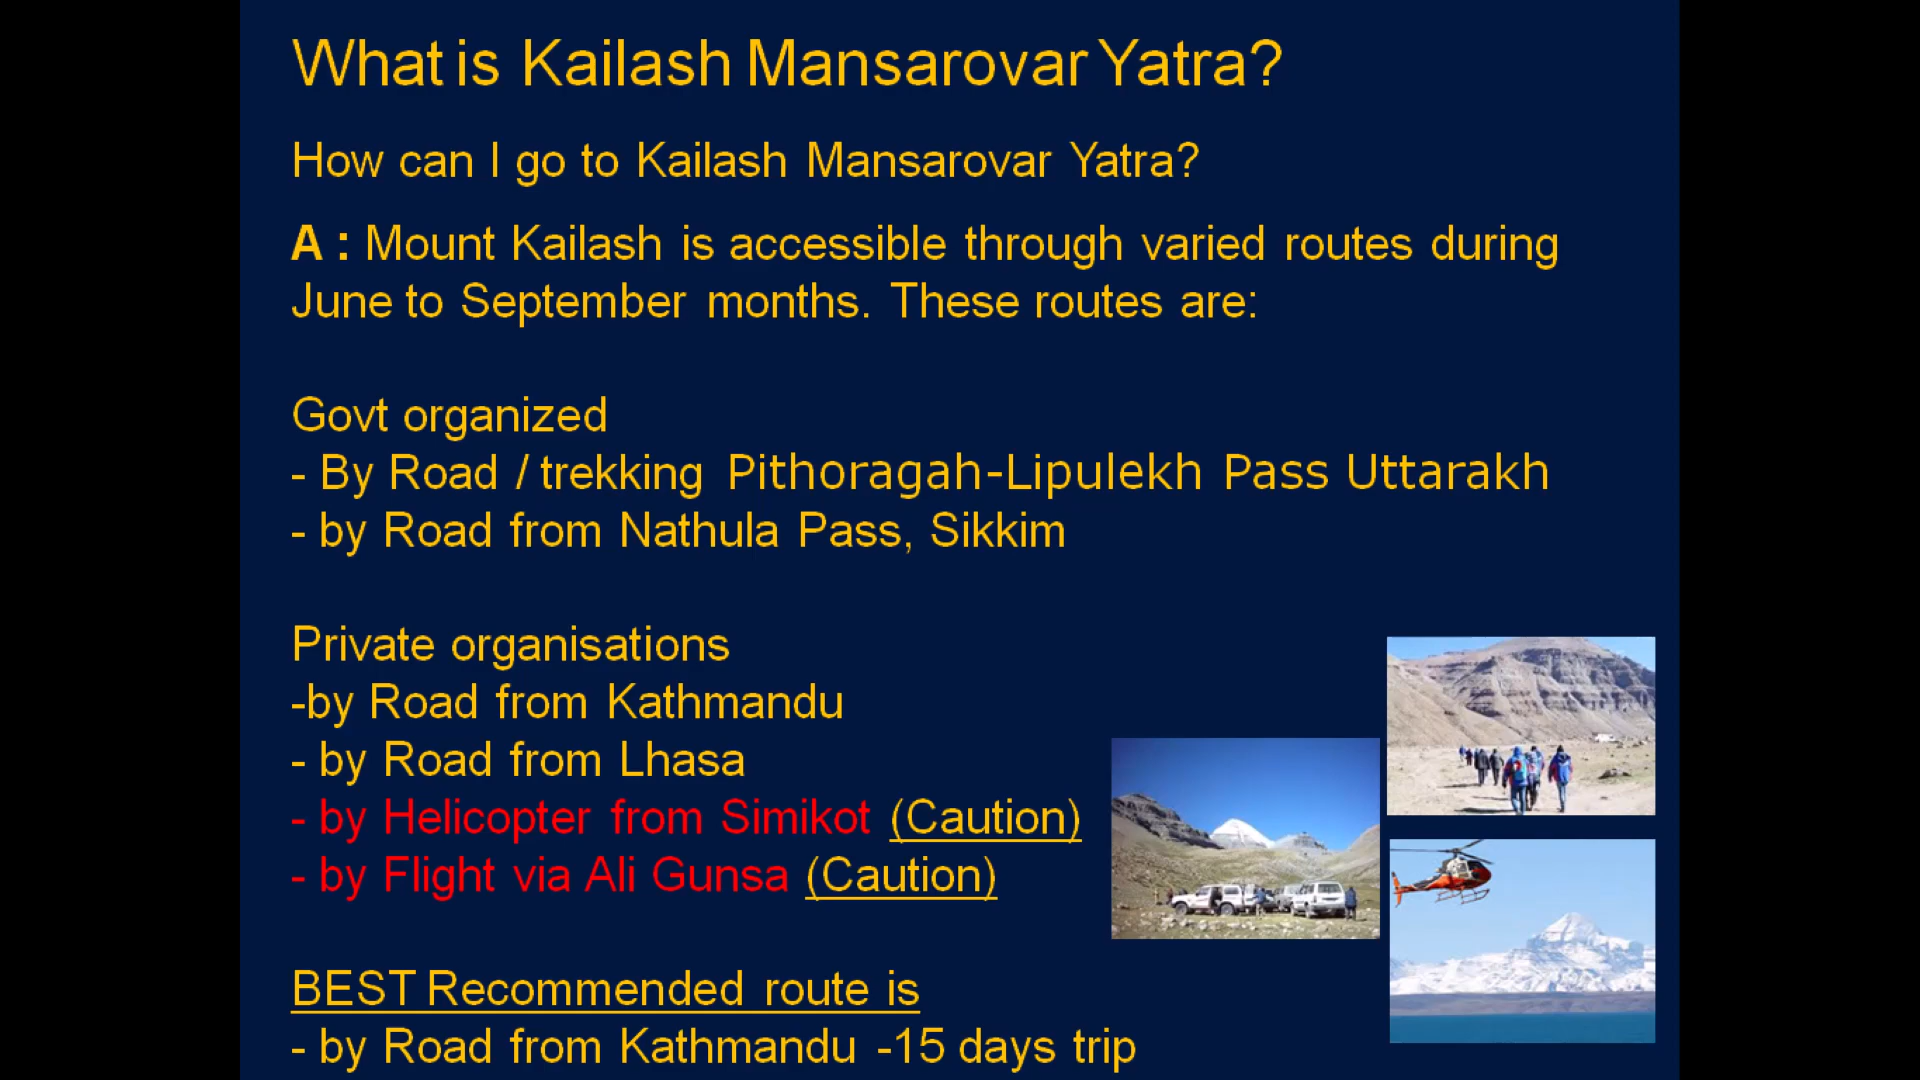 What is Kailash Mansarovar Yatra?
How can I go to Kailash Mansarovar Yatra?
A : Mount Kailash is accessible through varied routes during
June to September months. These routes are:
Govt organized
- By Road / trekking Pithoragah-Lipulekh Pass Uttarakh
- by Road from Nathula Pass, Sikkim
Private organisations
-by Road from Kathmandu
- by Road from Lhasa
- by Helicopter from Simikot (Caution)
- by Flight via Ali Gunsa (Caution)
BEST Recommended route is
- by Road from Kathmandu -15 days trip